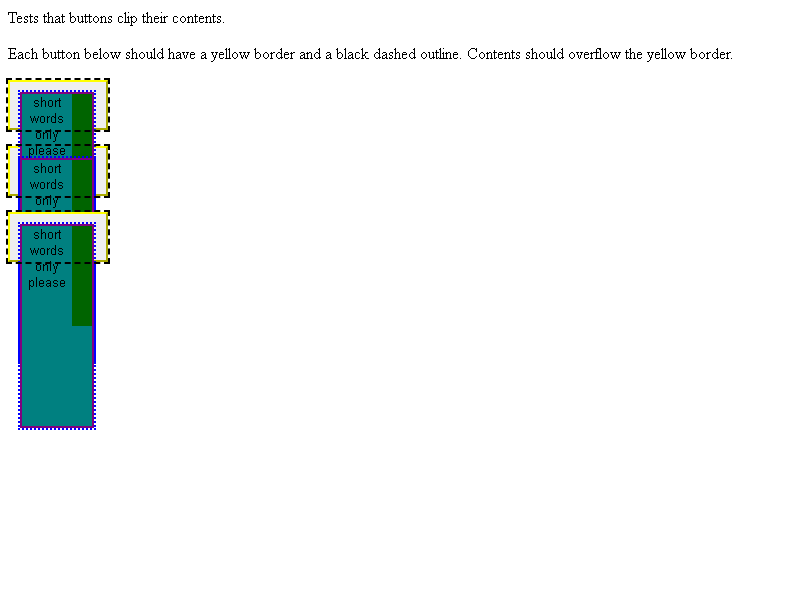 Tests that buttons clip their contents.
Each button below should have a yellow border and a black dashed outline. Contents should overflow the yellow border.
short
words
only
please
short
words
only
short
words
only
please